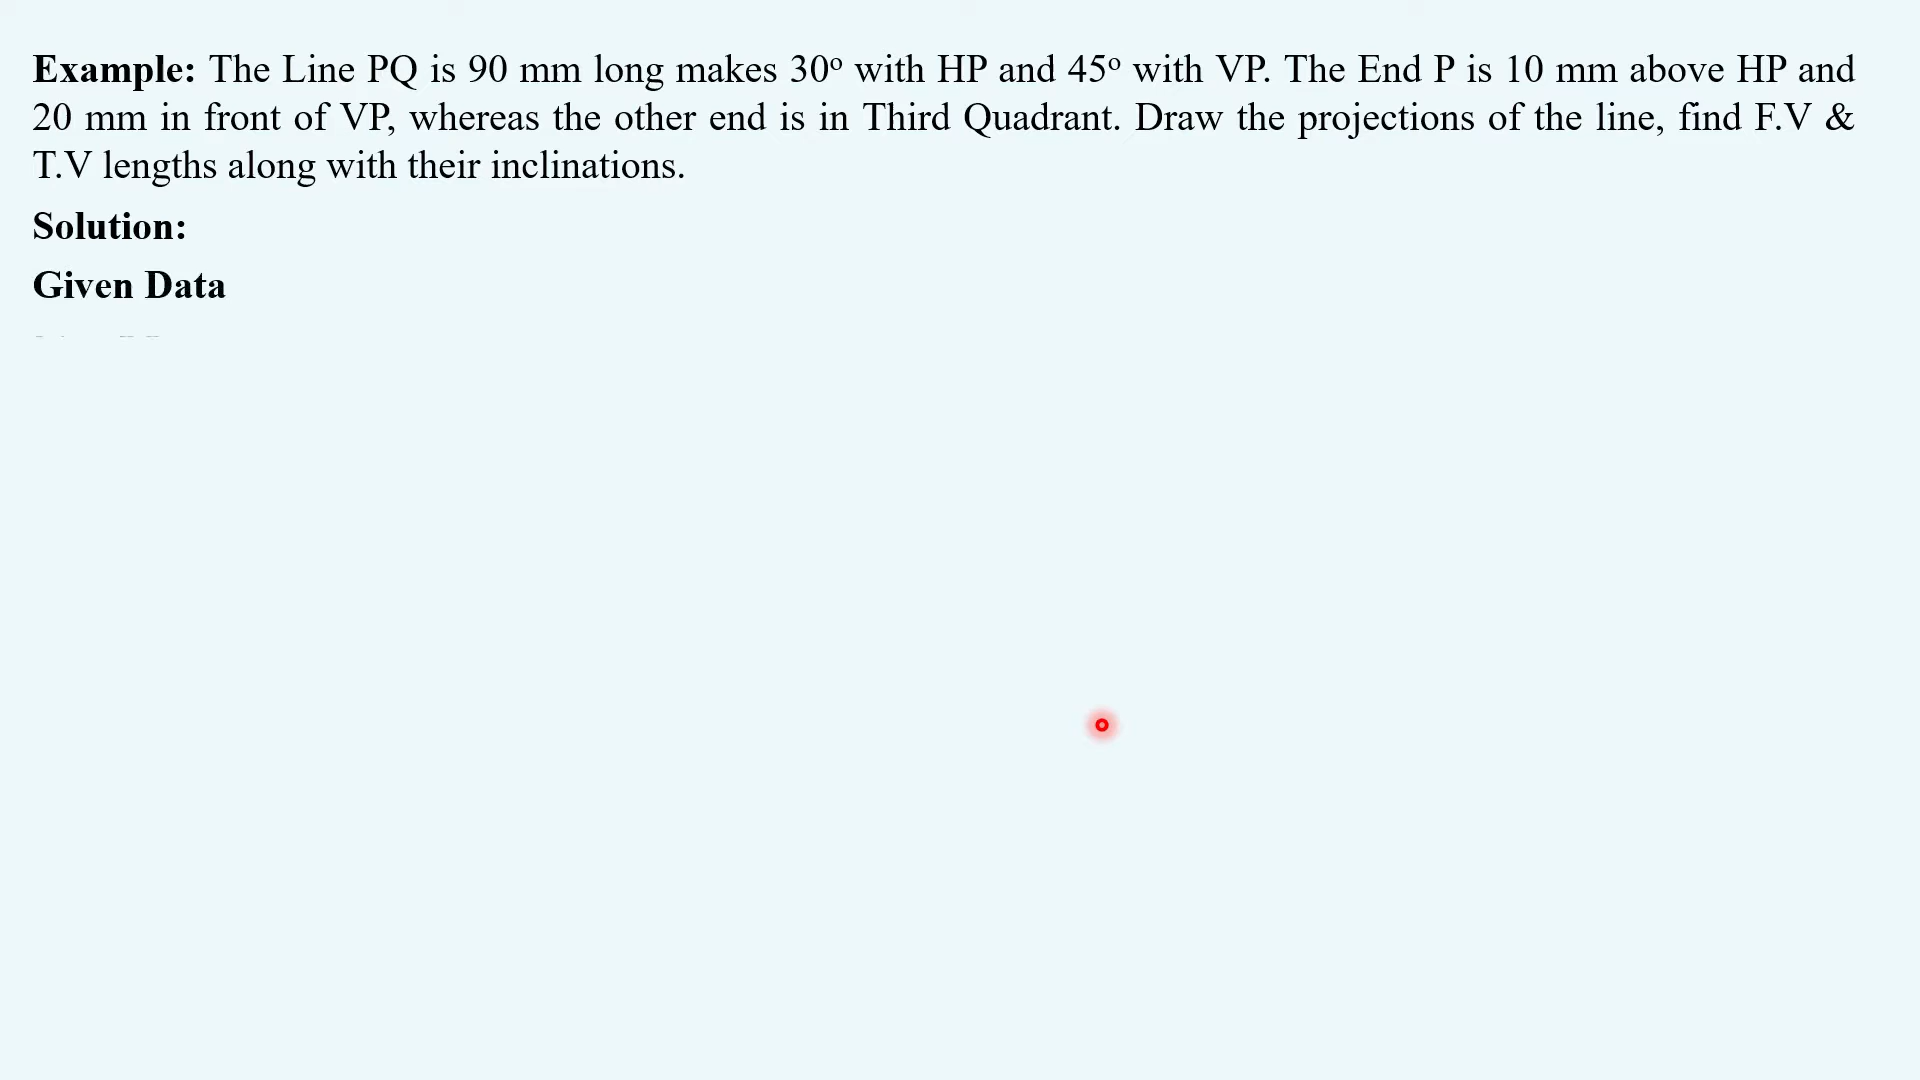 Example: The Line PQ is 90 mm long makes 30º with HP and 45º with VP. The End P is 10 mm above HP and
20 mm in front of VP, whereas the other end is in Third Quadrant. Draw the projections of the line, find F.V &
T.V lengths along with their inclinations.
Solution:
Given Data